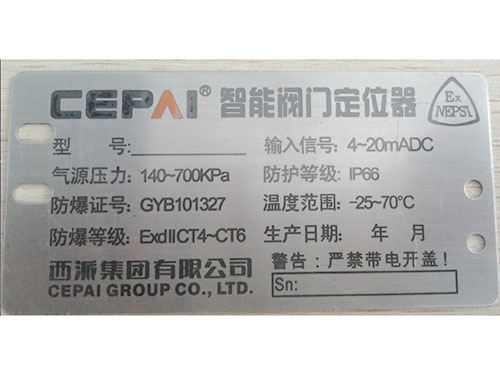 CEPAI® 智能阀门定位器 Ex NEPSI
型 号: 输入信号: 4~20mADC
气源压力: 140~700KPa 防护等级: IP66
防爆证号: GYB101327 温度范围: -25~70℃
防爆等级: ExdⅡCT4~CT6 生产日期: 年 月
西派集团有限公司 警告: 严禁带电开盖!
CEPAI GROUP CO., LTD. Sn: